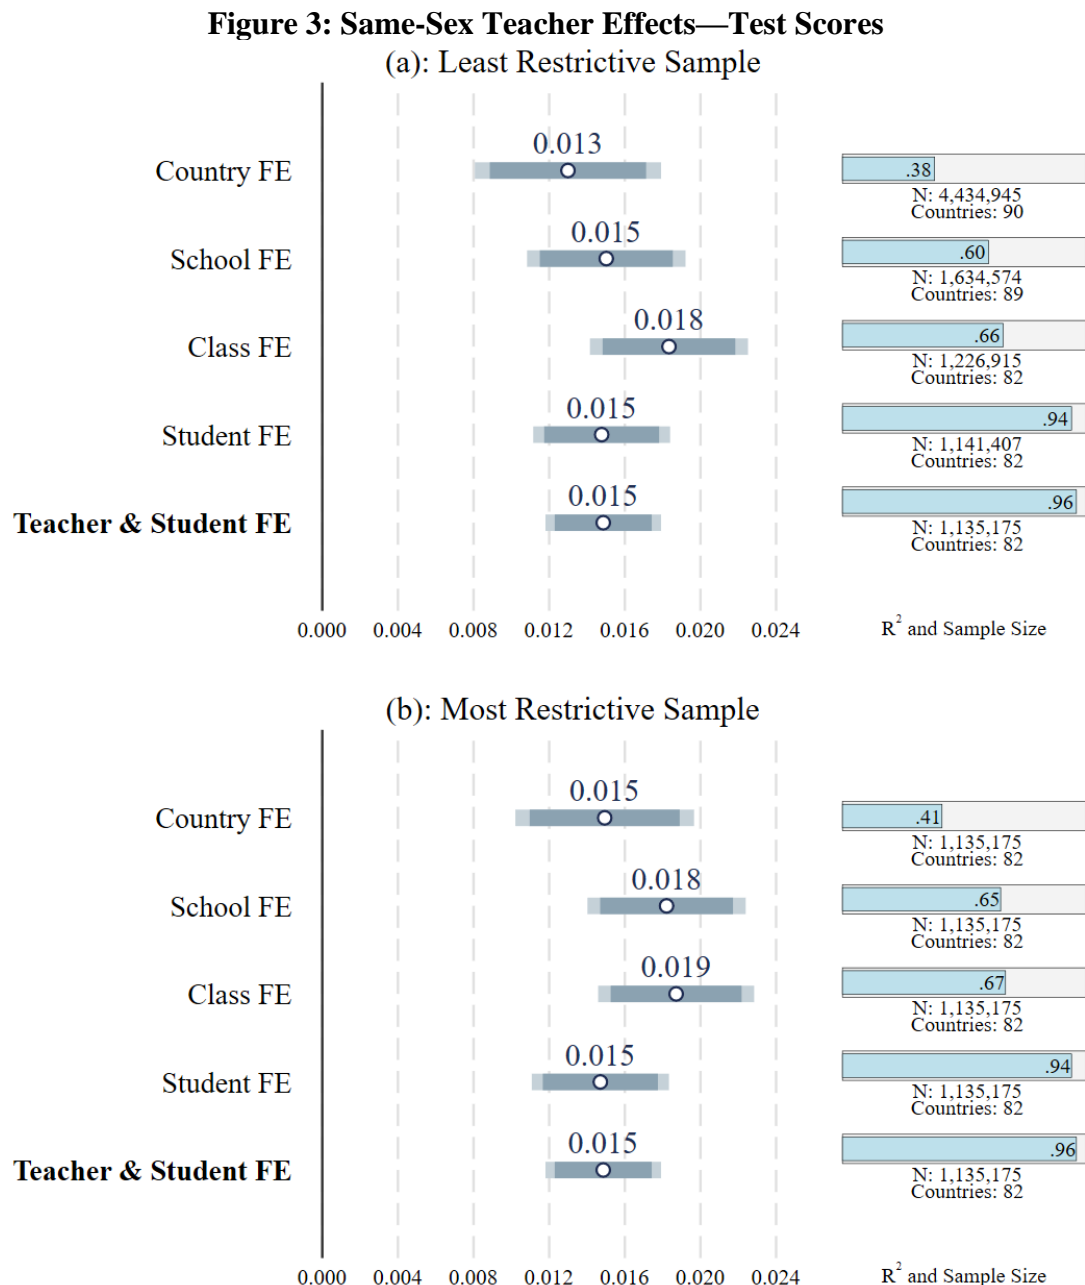 Figure 3: Same-Sex Teacher Effects—Test Scores
(a): Least Restrictive Sample
0.013
Country FE
.38
N: 4,434,945
Countries: 90
0.015
School FE
.60
N: 1,634,574
Countries: 89
0.018
Class FE
.66
N: 1,226,915
Countries: 82
0.015
Student FE
.94
N: 1,141,407
Countries: 82
0.015
Teacher & Student FE
.96
N: 1,135,175
Countries: 82
0.000 0.004 0.008 0.012 0.016 0.020 0.024
R² and Sample Size
(b): Most Restrictive Sample
0.015
Country FE
.41
N: 1,135,175
Countries: 82
0.018
School FE
.65
N: 1,135,175
Countries: 82
0.019
Class FE
.67
N: 1,135,175
Countries: 82
0.015
Student FE
.94
N: 1,135,175
Countries: 82
0.015
Teacher & Student FE
.96
N: 1,135,175
Countries: 82
0.000 0.004 0.008 0.012 0.016 0.020 0.024
R² and Sample Size